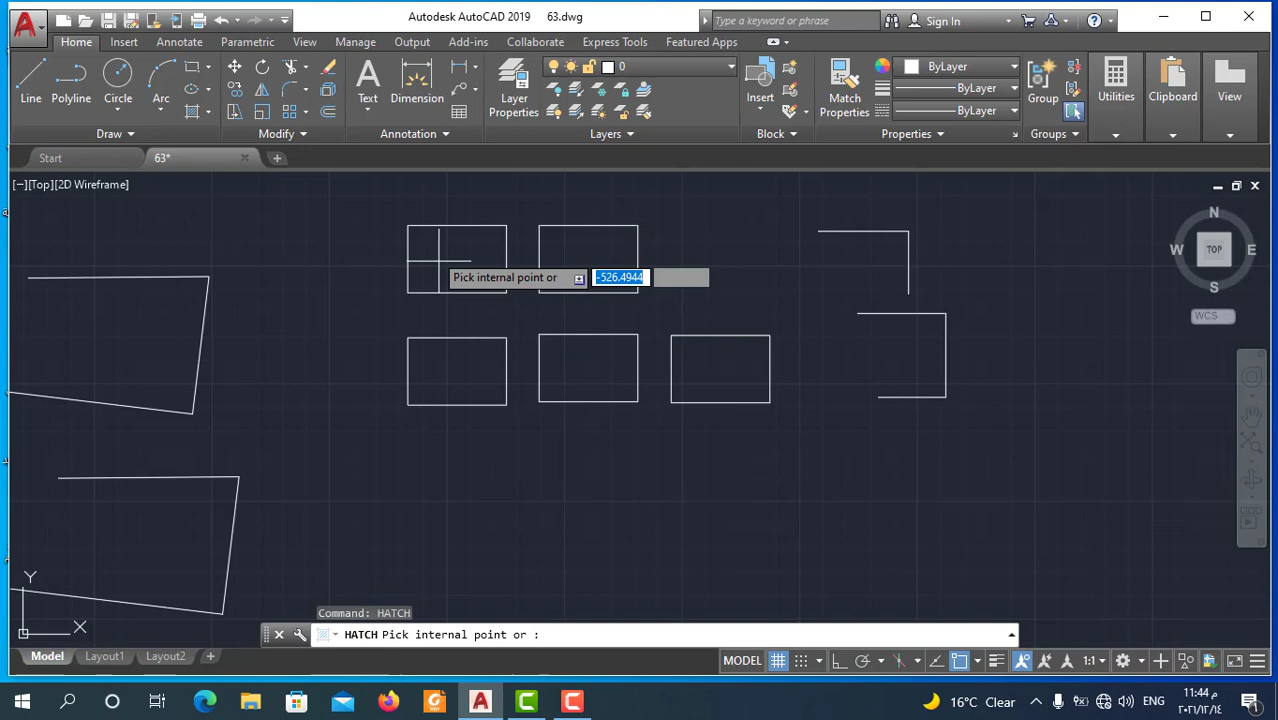 Autodesk AutoCAD 2019 63.dwg
Type a keyword or phrase
Sign In
Home Insert Annotate Parametric View Manage Output Add-ins Collaborate Express Tools Featured Apps
0
ByLayer
ByLayer
ByLayer
Line Polyline Circle Arc
Text Dimension
Layer Properties
Insert
Match Properties
Group
Utilities
Clipboard
View
Draw Modify Annotation Layers Block Properties Groups
Start 63*
[−][Top][2D Wireframe]
N
W TOP E
S
WCS
Pick internal point or -526.4944
Y
X
Command: HATCH
HATCH Pick internal point or :
Model Layout1 Layout2
MODEL 1:1
16°C Clear
ENG
11:44 م
٢٠٢١/١٢/١٤